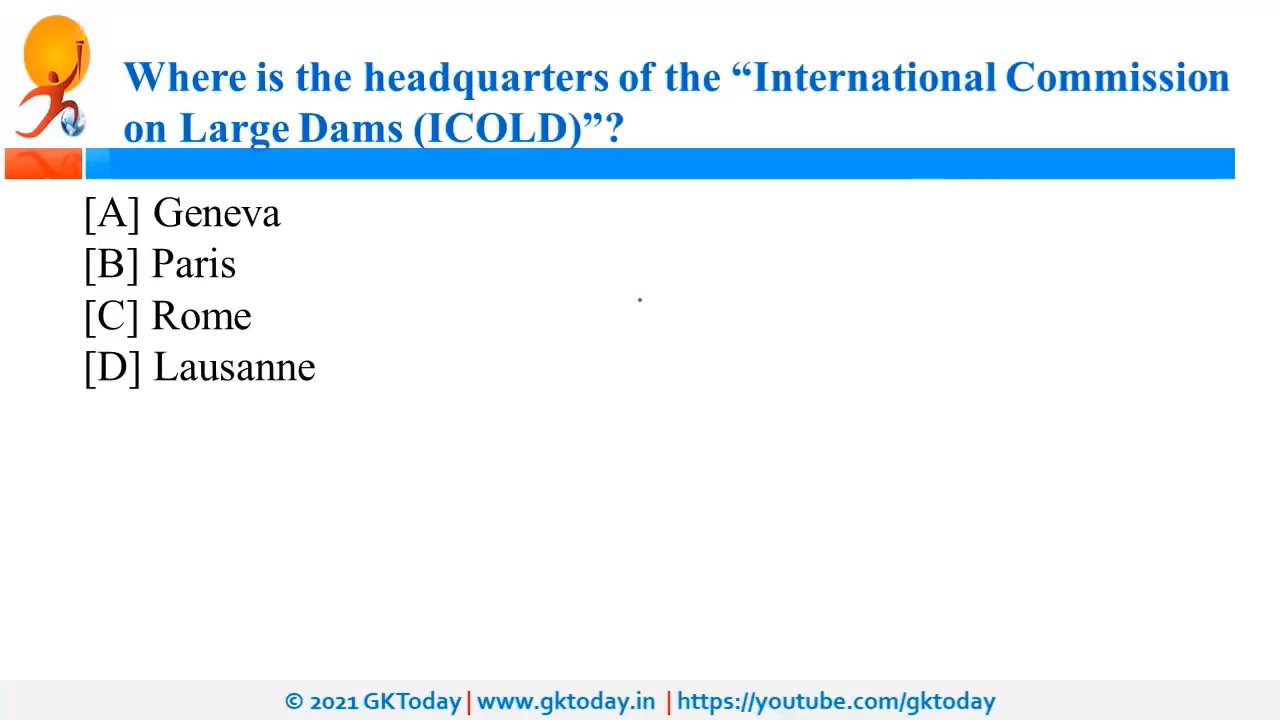 Where is the headquarters of the “International Commission
on Large Dams (ICOLD)”?
[A] Geneva
[B] Paris
[C] Rome
[D] Lausanne
© 2021 GKToday | www.gktoday.in | https://youtube.com/gktoday